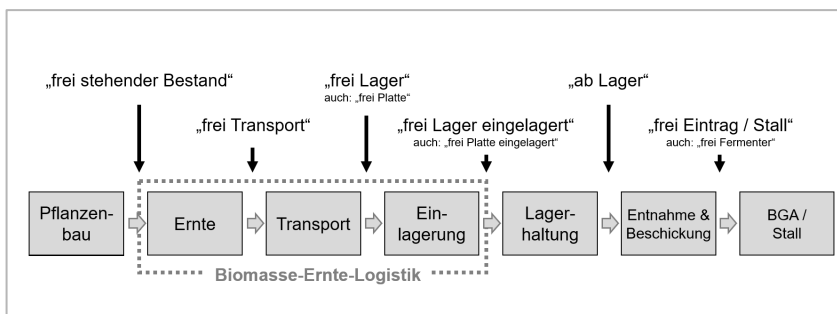 „frei stehender Bestand“
„frei Lager“
auch: „frei Platte“
„ab Lager“
„frei Transport“
„frei Lager eingelagert“
auch: „frei Platte eingelagert“
„frei Eintrag / Stall“
auch: „frei Fermenter“
Pflanzen-
bau
Ernte
Transport
Ein-
lagerung
Lager-
haltung
Entnahme &
Beschickung
BGA /
Stall
Biomasse-Ernte-Logistik